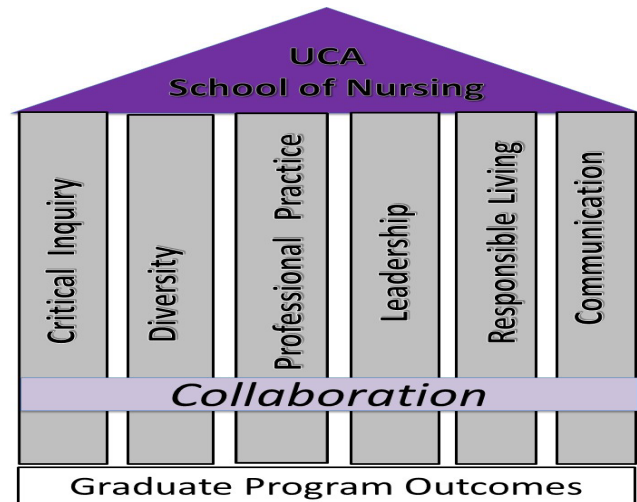 UCA
School of Nursing
Critical Inquiry
Diversity
Professional Practice
Leadership
Responsible Living
Communication
Collaboration
Graduate Program Outcomes